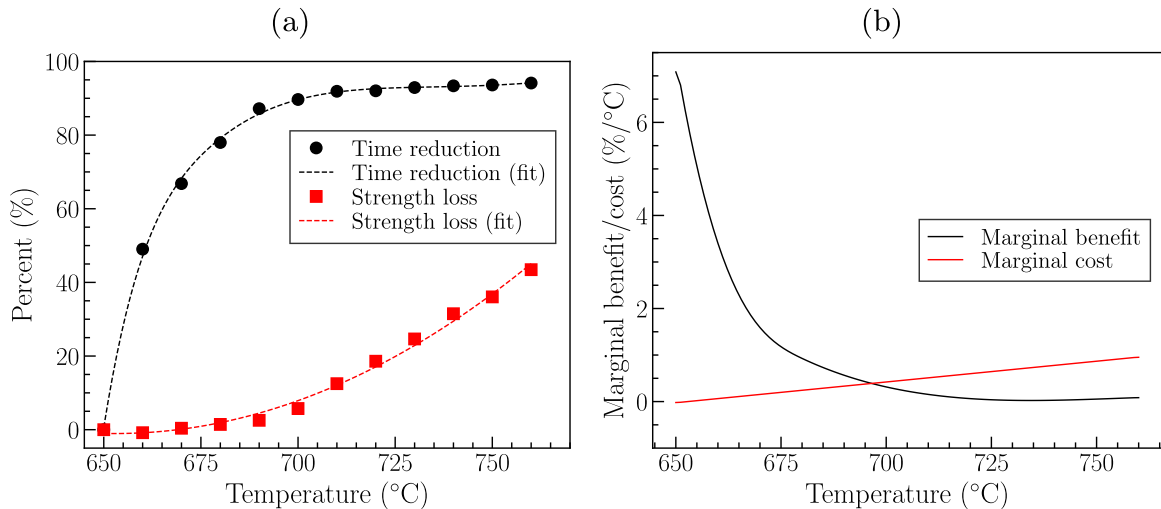 (a)
Percent (%)
100
80
60
40
20
0
Time reduction
Time reduction (fit)
Strength loss
Strength loss (fit)
650
675
700
725
750
Temperature (°C)
(b)
Marginal benefit/cost (%/°C)
6
4
2
0
Marginal benefit
Marginal cost
650
675
700
725
750
Temperature (°C)